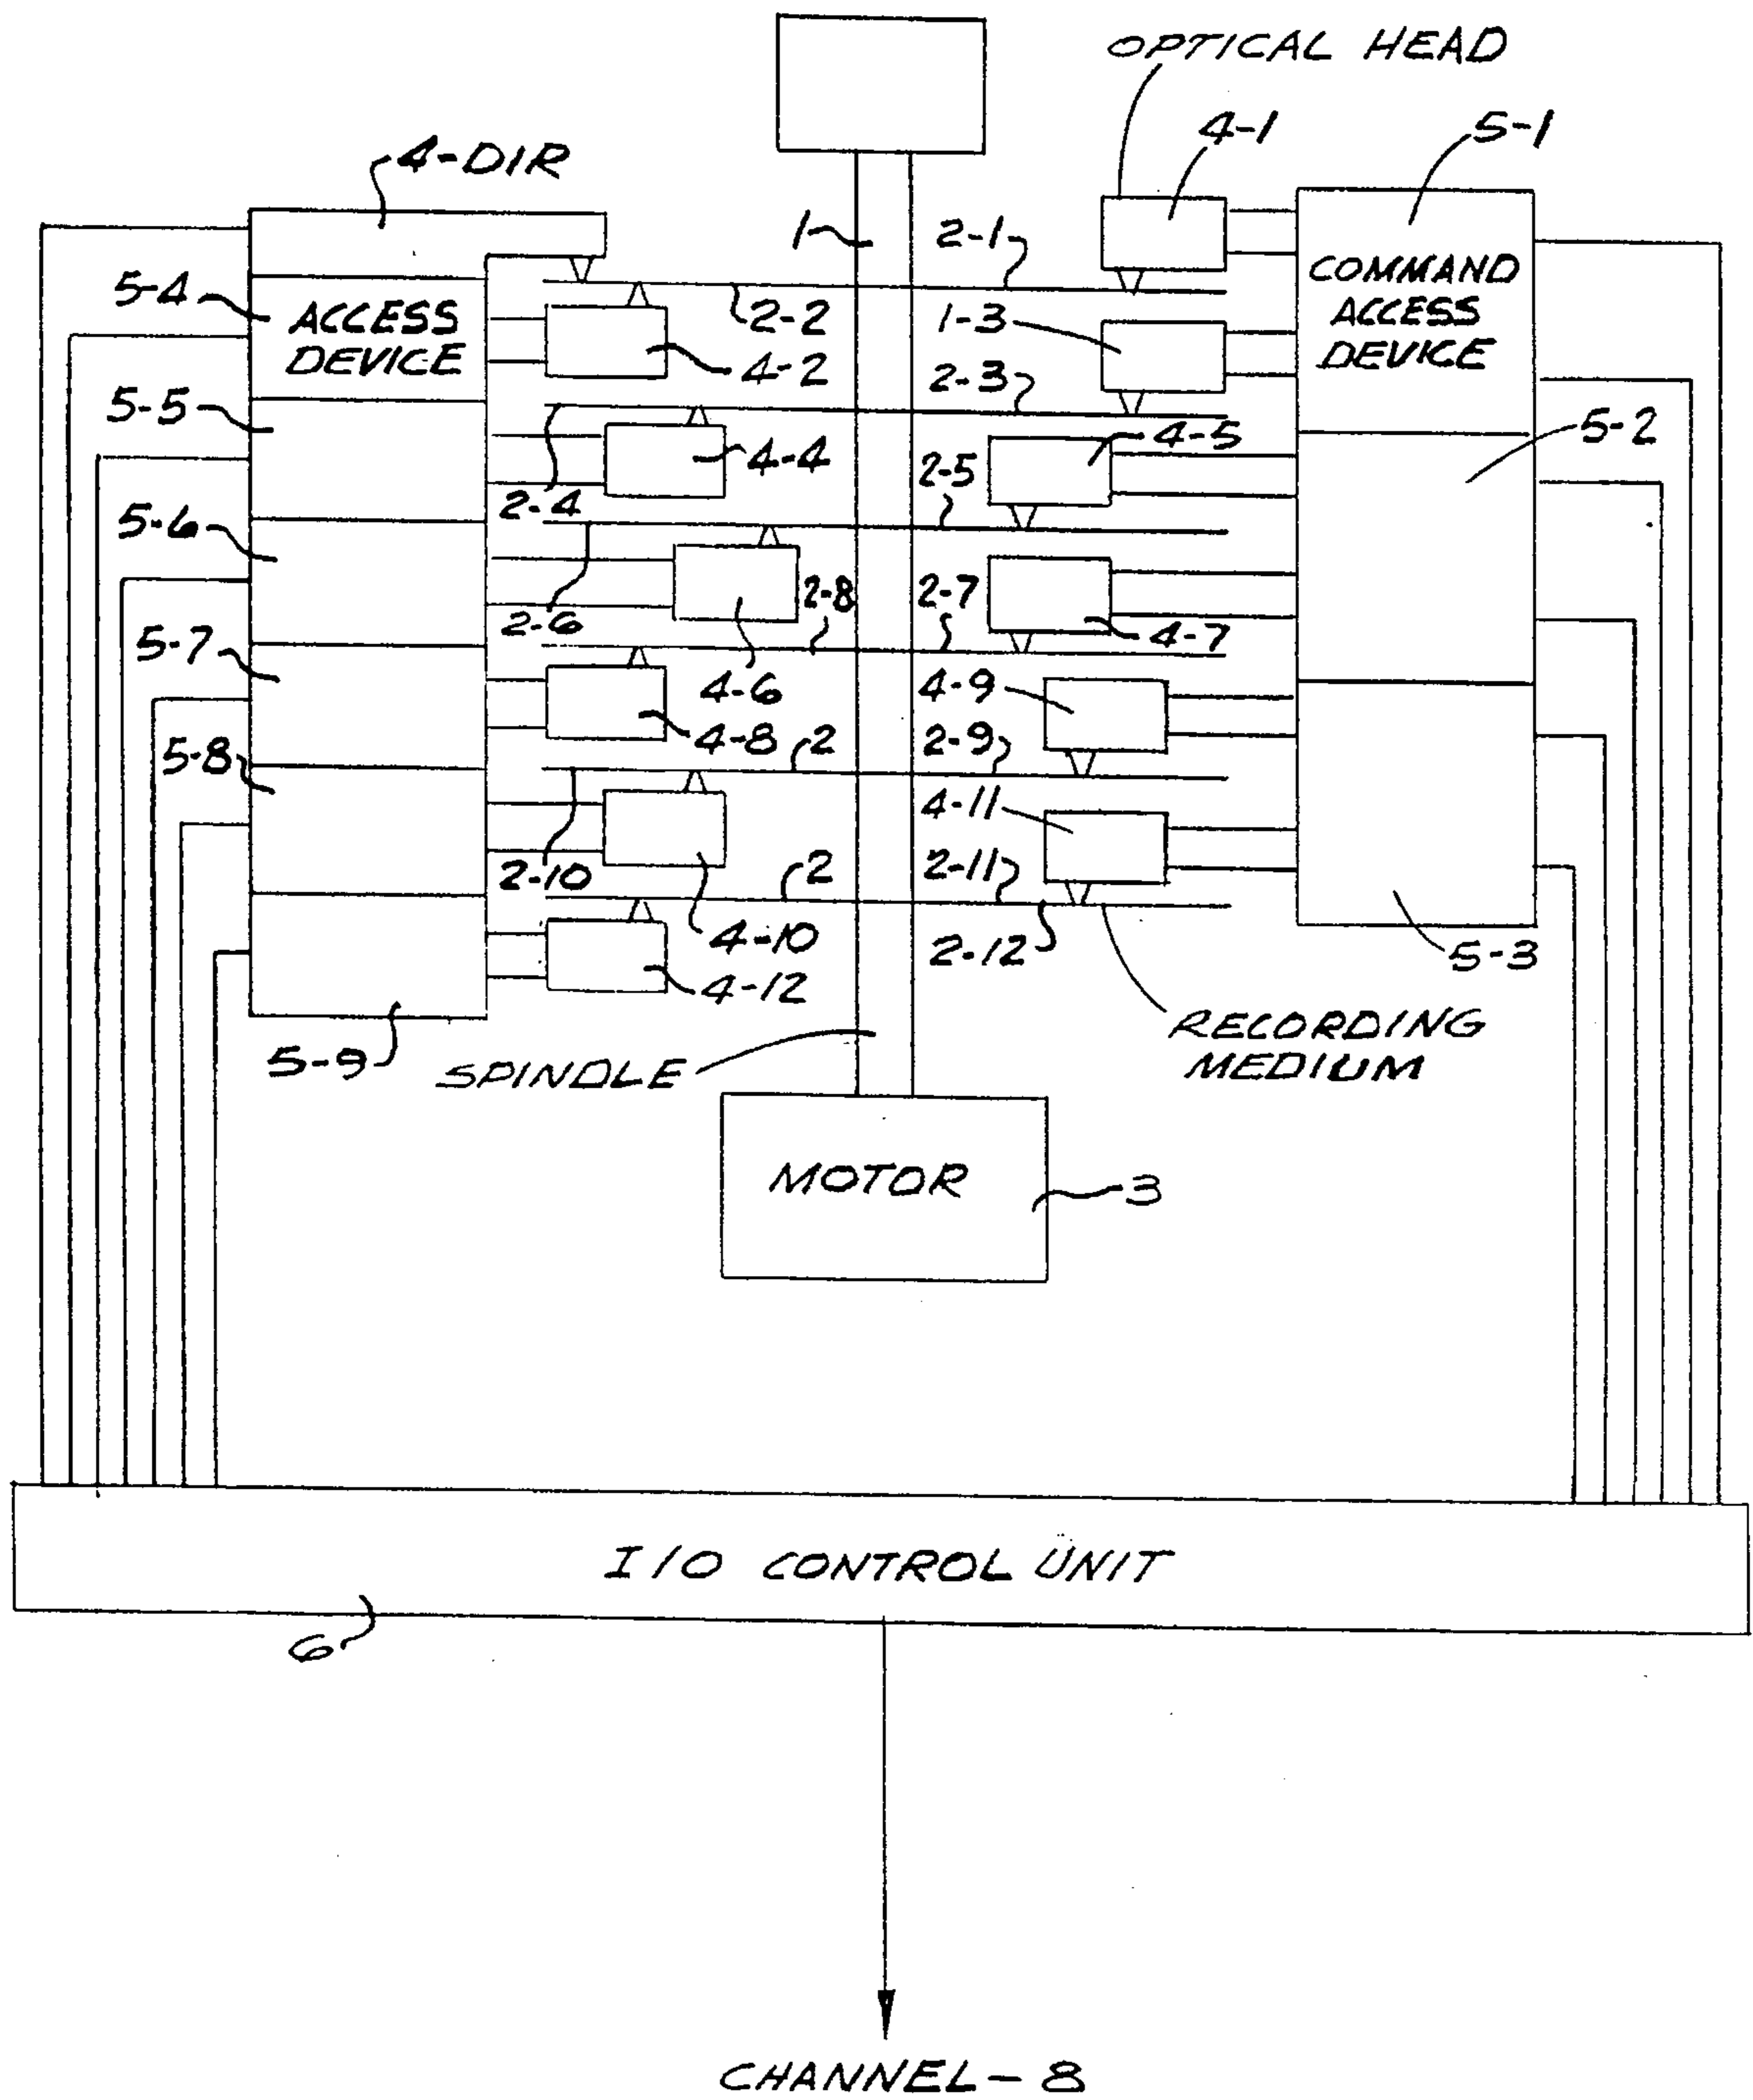 OPTICAL HEAD
4-1
5-1
4-DIR
1
2-1
COMMAND
ACCESS
DEVICE
5-4
ACCESS
DEVICE
2-2
1-3
4-2
2-3
5-5
4-4
4-5
5-2
2-4
2-5
5-6
2-6
2-8
2-7
4-7
5-7
4-6
4-9
4-8
2
2-9
5-8
4-11
2-10
2
2-11
4-10
2-12
5-3
4-12
5-9
SPINDLE
RECORDING
MEDIUM
MOTOR
3
I/O CONTROL UNIT
6
CHANNEL-8